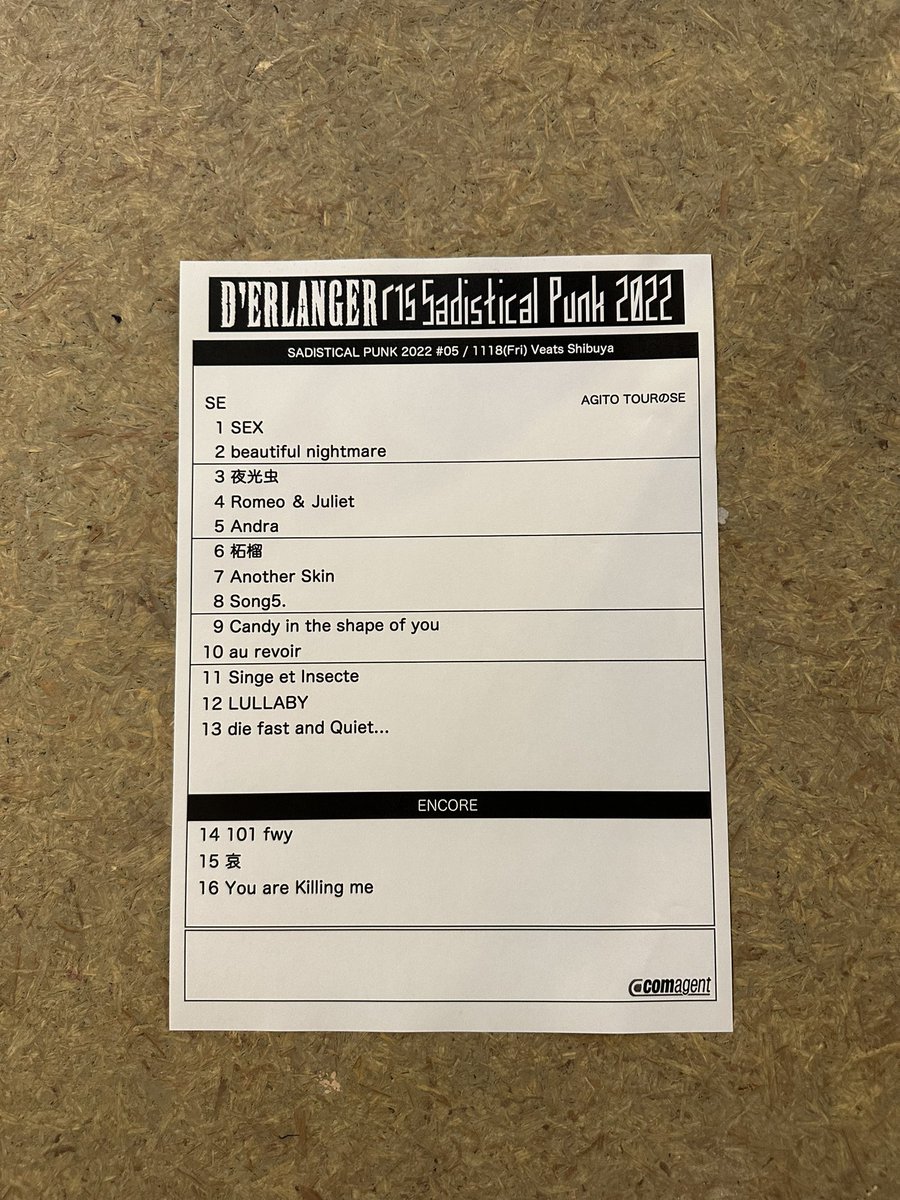 D'ERLANGER r15 Sadistical Punk 2022
SADISTICAL PUNK 2022 #05 / 1118(Fri) Veats Shibuya
SE AGITO TOURのSE
1 SEX
2 beautiful nightmare
3 夜光虫
4 Romeo & Juliet
5 Andra
6 柘榴
7 Another Skin
8 Song5.
9 Candy in the shape of you
10 au revoir
11 Singe et Insecte
12 LULLABY
13 die fast and Quiet...
ENCORE
14 101 fwy
15 哀
16 You are Killing me
comagent